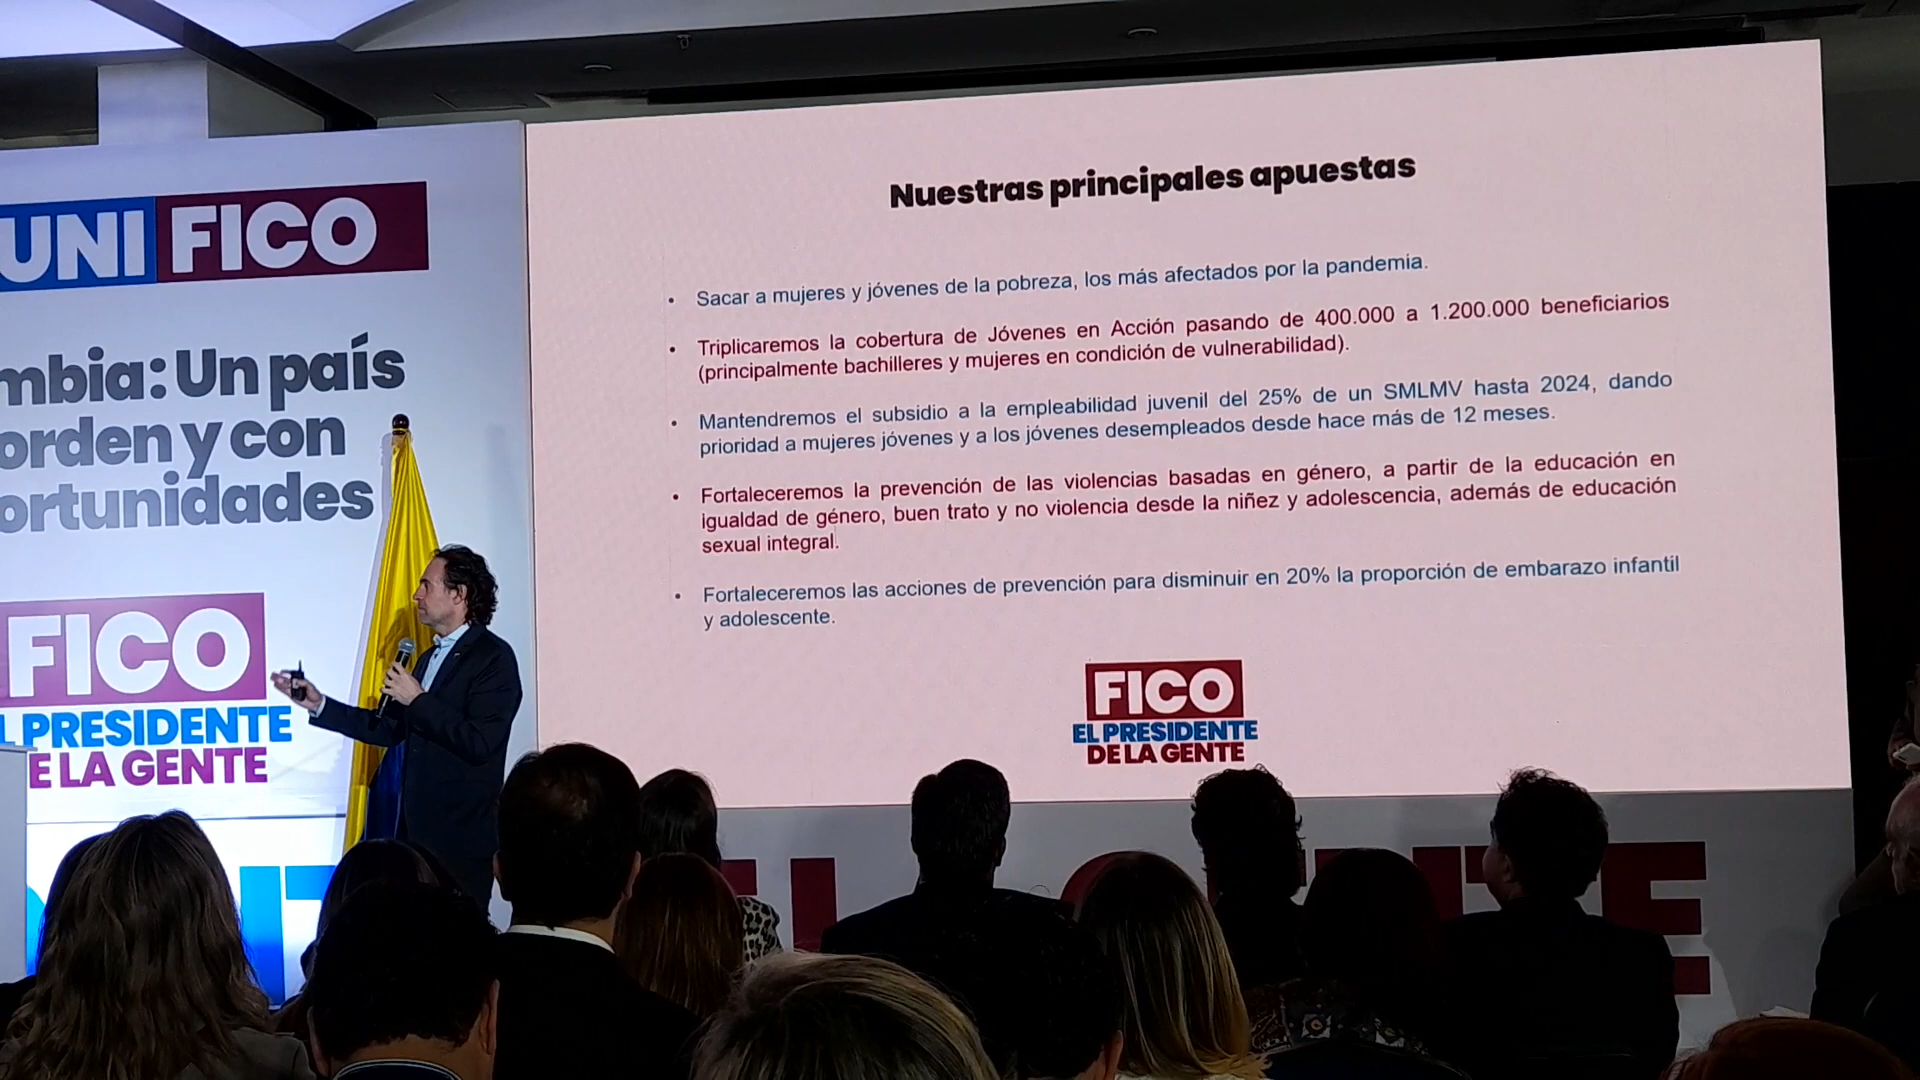 UNI FICO
mbia: Un país
orden y con
ortunidades
FICO
L PRESIDENTE
E LA GENTE
Nuestras principales apuestas
• Sacar a mujeres y jóvenes de la pobreza, los más afectados por la pandemia.
• Triplicaremos la cobertura de Jóvenes en Acción pasando de 400.000 a 1.200.000 beneficiarios
(principalmente bachilleres y mujeres en condición de vulnerabilidad).
• Mantendremos el subsidio a la empleabilidad juvenil del 25% de un SMLMV hasta 2024, dando
prioridad a mujeres jóvenes y a los jóvenes desempleados desde hace más de 12 meses.
• Fortaleceremos la prevención de las violencias basadas en género, a partir de la educación en
igualdad de género, buen trato y no violencia desde la niñez y adolescencia, además de educación
sexual integral.
• Fortaleceremos las acciones de prevención para disminuir en 20% la proporción de embarazo infantil
y adolescente.
FICO
EL PRESIDENTE
DE LA GENTE